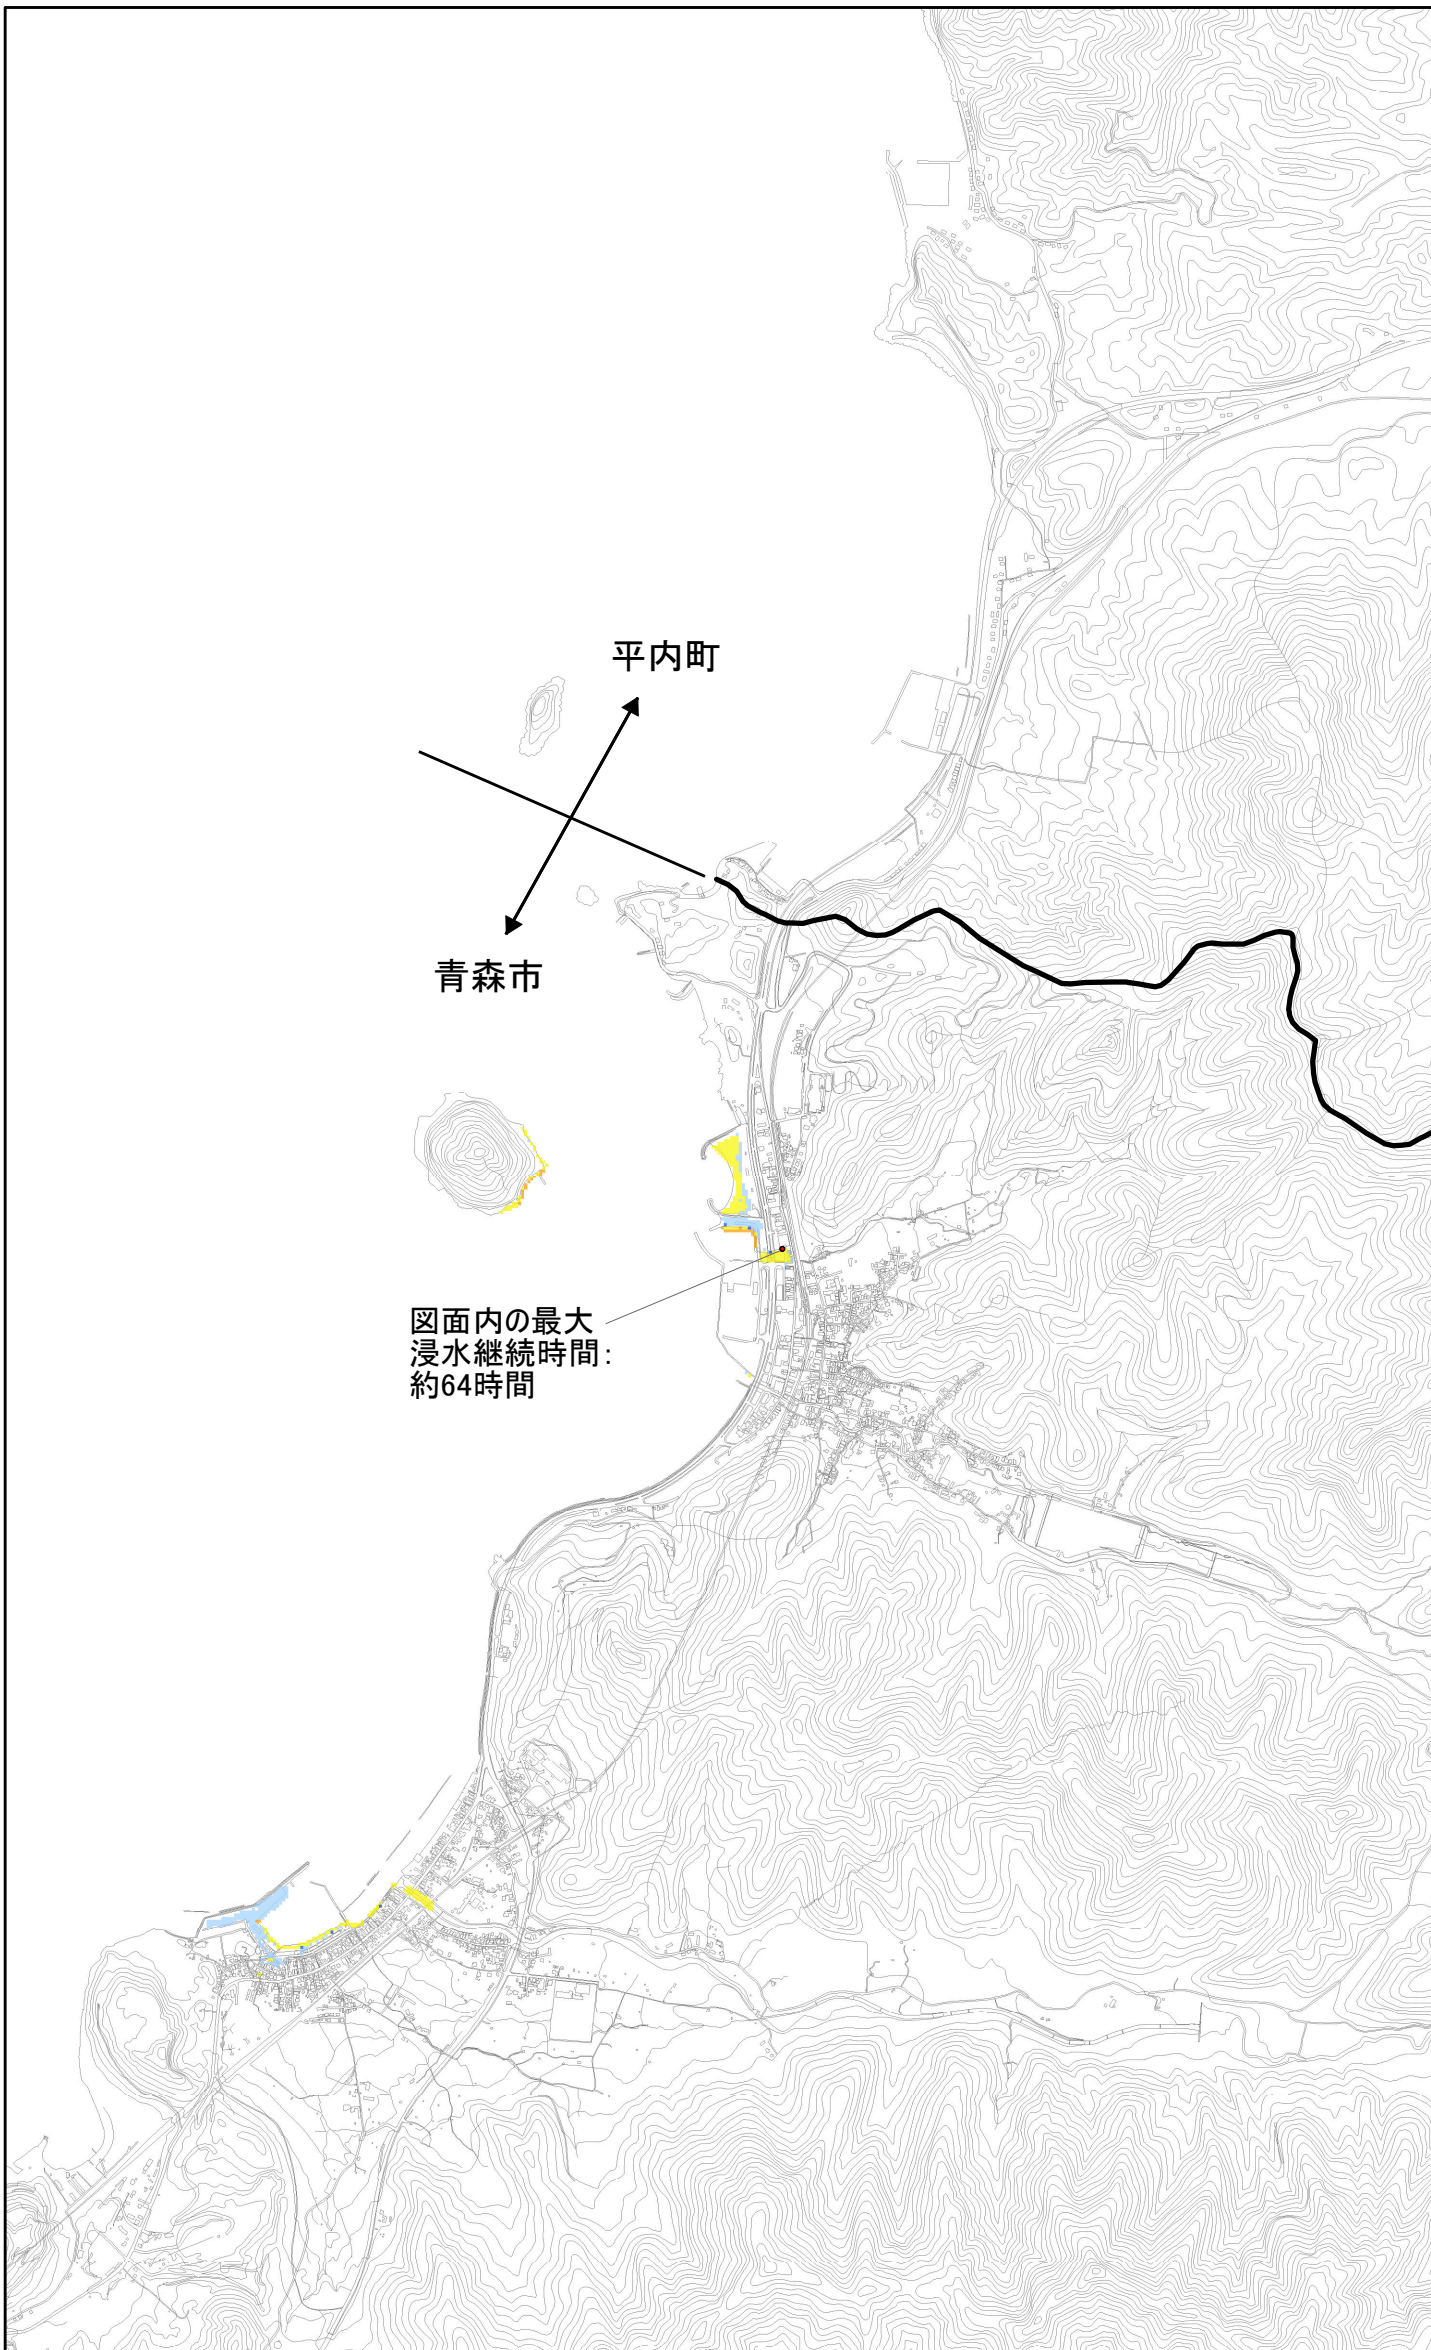 平内町
青森市
図面内の最大
浸水継続時間：
約64時間